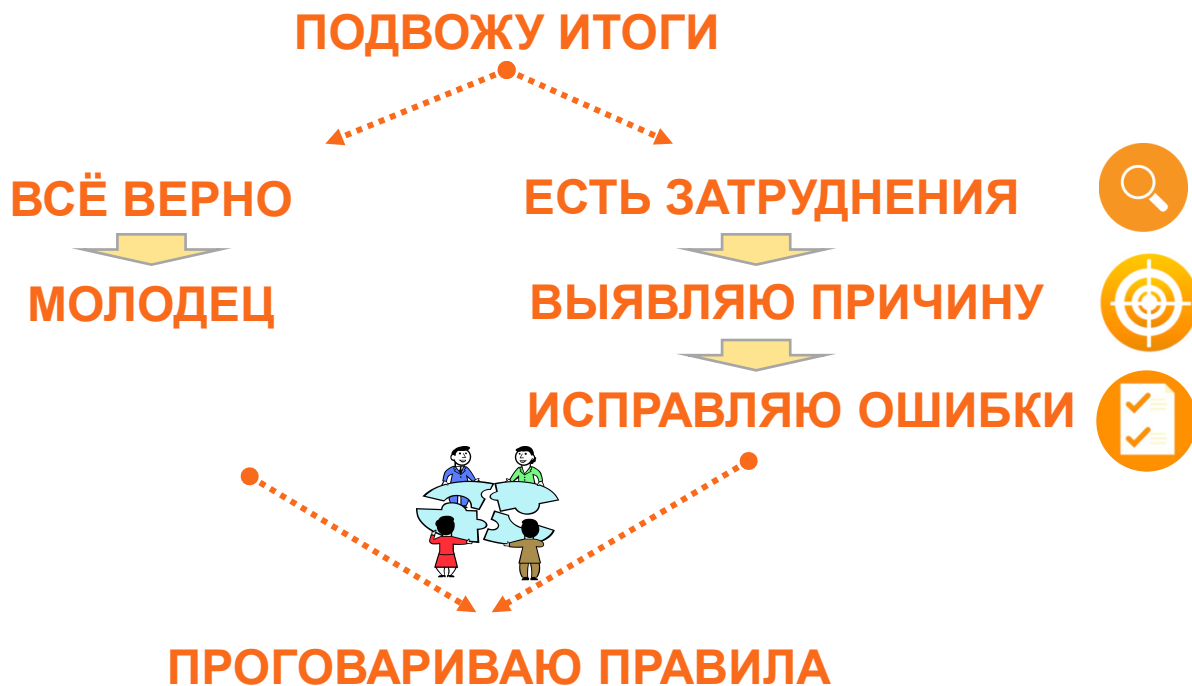 ПОДВОЖУ ИТОГИ
ВСЁ ВЕРНО
ЕСТЬ ЗАТРУДНЕНИЯ
МОЛОДЕЦ
ВЫЯВЛЯЮ ПРИЧИНУ
ИСПРАВЛЯЮ ОШИБКИ
ПРОГОВАРИВАЮ ПРАВИЛА